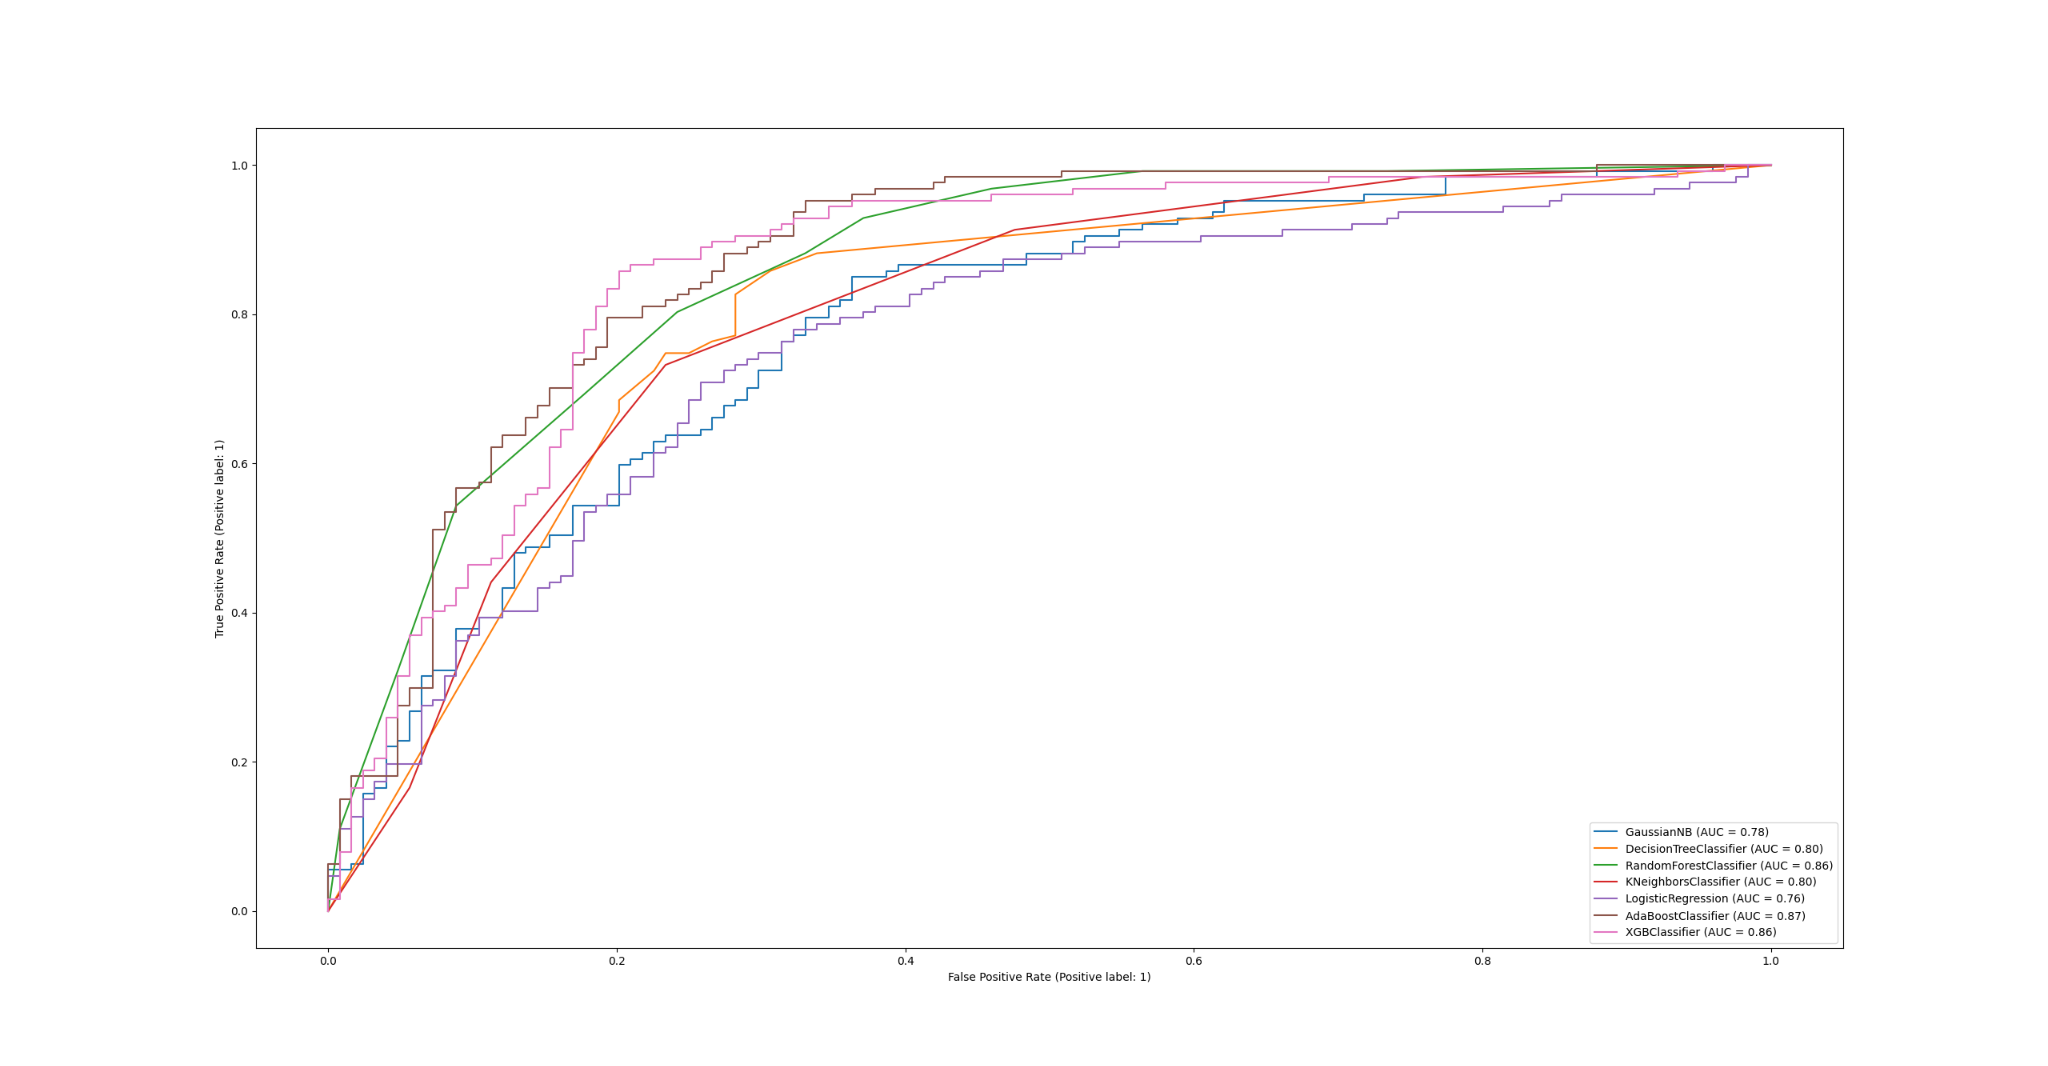 1.0
0.8
0.6
0.4
0.2
0.0
True Positive Rate (Positive label: 1)
GaussianNB (AUC = 0.78)
DecisionTreeClassifier (AUC = 0.80)
RandomForestClassifier (AUC = 0.86)
KNeighborsClassifier (AUC = 0.80)
LogisticRegression (AUC = 0.76)
AdaBoostClassifier (AUC = 0.87)
XGBClassifier (AUC = 0.86)
0.0 0.2 0.4 0.6 0.8 1.0
False Positive Rate (Positive label: 1)